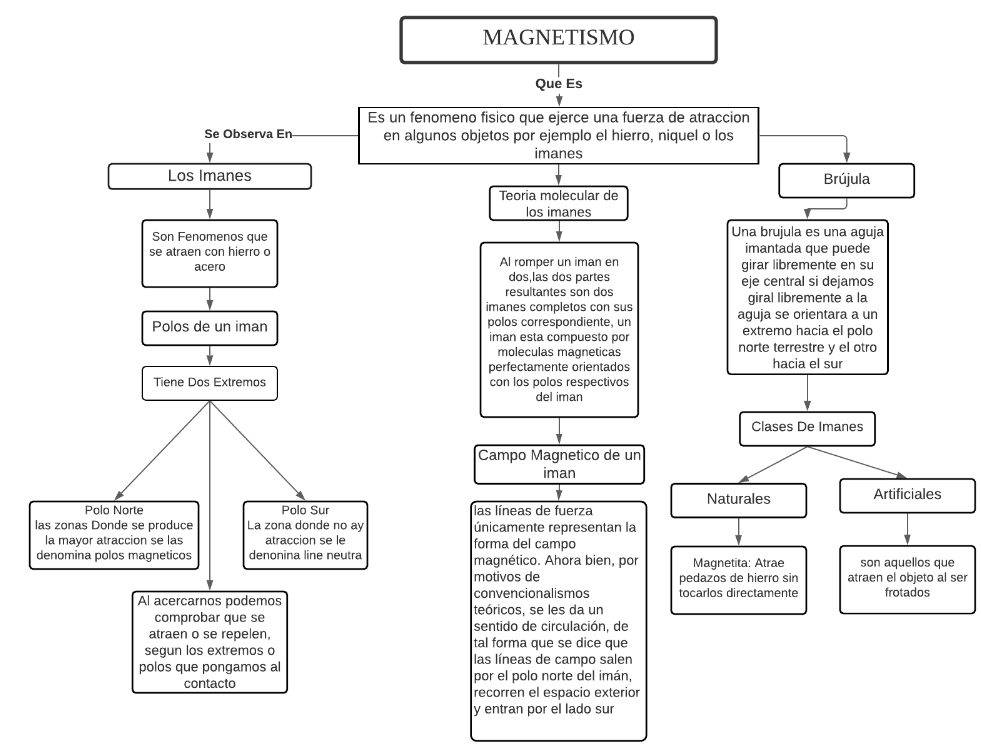 MAGNETISMO
Que Es
Es un fenomeno fisico que ejerce una fuerza de atraccion
en algunos objetos por ejemplo el hierro, niquel o los
imanes
Se Observa En
Los Imanes
Son Fenomenos que
se atraen con hierro o
acero
Polos de un iman
Tiene Dos Extremos
Polo Norte
las zonas Donde se produce
la mayor atraccion se las
denomina polos magneticos
Polo Sur
La zona donde no ay
atraccion se le
denonina line neutra
Al acercarnos podemos
comprobar que se
atraen o se repelen,
segun los extremos o
polos que pongamos al
contacto
Teoria molecular de
los imanes
Al romper un iman en
dos,las dos partes
resultantes son dos
imanes completos con sus
polos correspondiente, un
iman esta compuesto por
moleculas magneticas
perfectamente orientados
con los polos respectivos
del iman
Campo Magnetico de un
iman
las líneas de fuerza
únicamente representan la
forma del campo
magnético. Ahora bien, por
motivos de
convencionalismos
teóricos, se les da un
sentido de circulación, de
tal forma que se dice que
las líneas de campo salen
por el polo norte del imán,
recorren el espacio exterior
y entran por el lado sur
Brújula
Una brujula es una aguja
imantada que puede
girar libremente en su
eje central si dejamos
giral libremente a la
aguja se orientara a un
extremo hacia el polo
norte terrestre y el otro
hacia el sur
Clases De Imanes
Naturales
Magnetita: Atrae
pedazos de hierro sin
tocarlos directamente
Artificiales
son aquellos que
atraen el objeto al ser
frotados